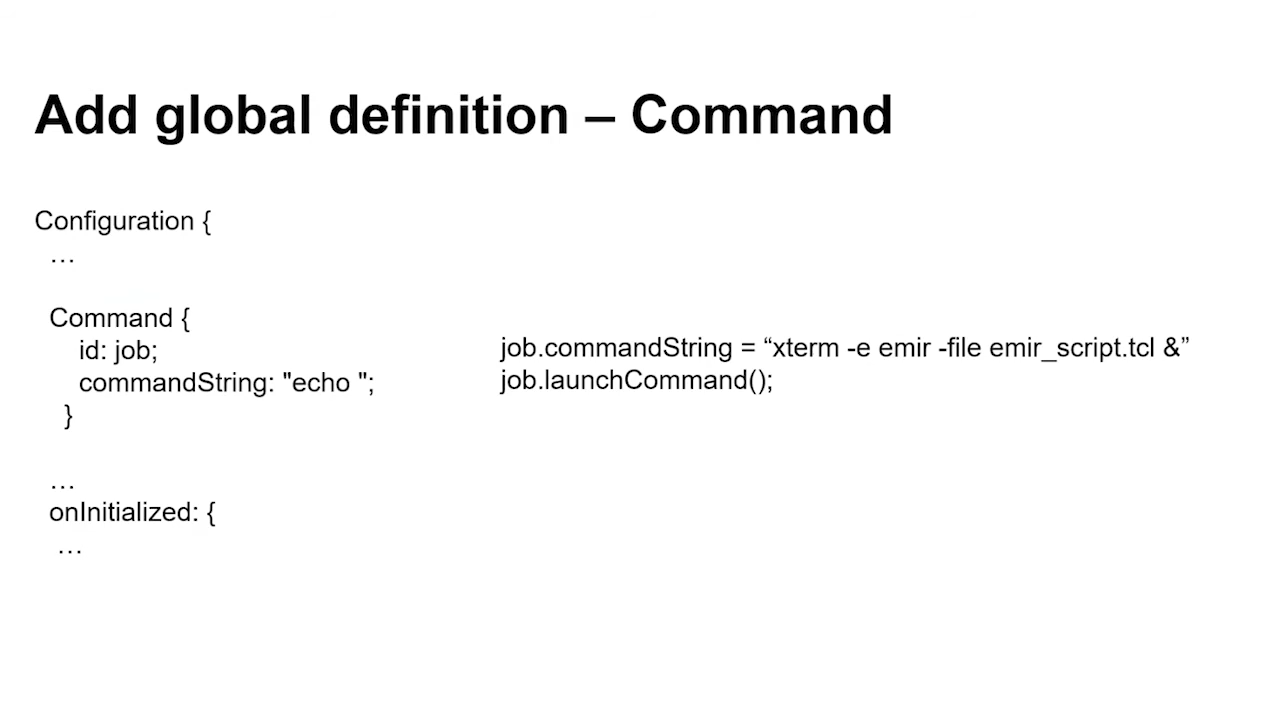 Add global definition – Command
Configuration {
…
Command {
id: job;
commandString: "echo ";
}
…
onInitialized: {
…
job.commandString = “xterm -e emir -file emir_script.tcl &”
job.launchCommand();